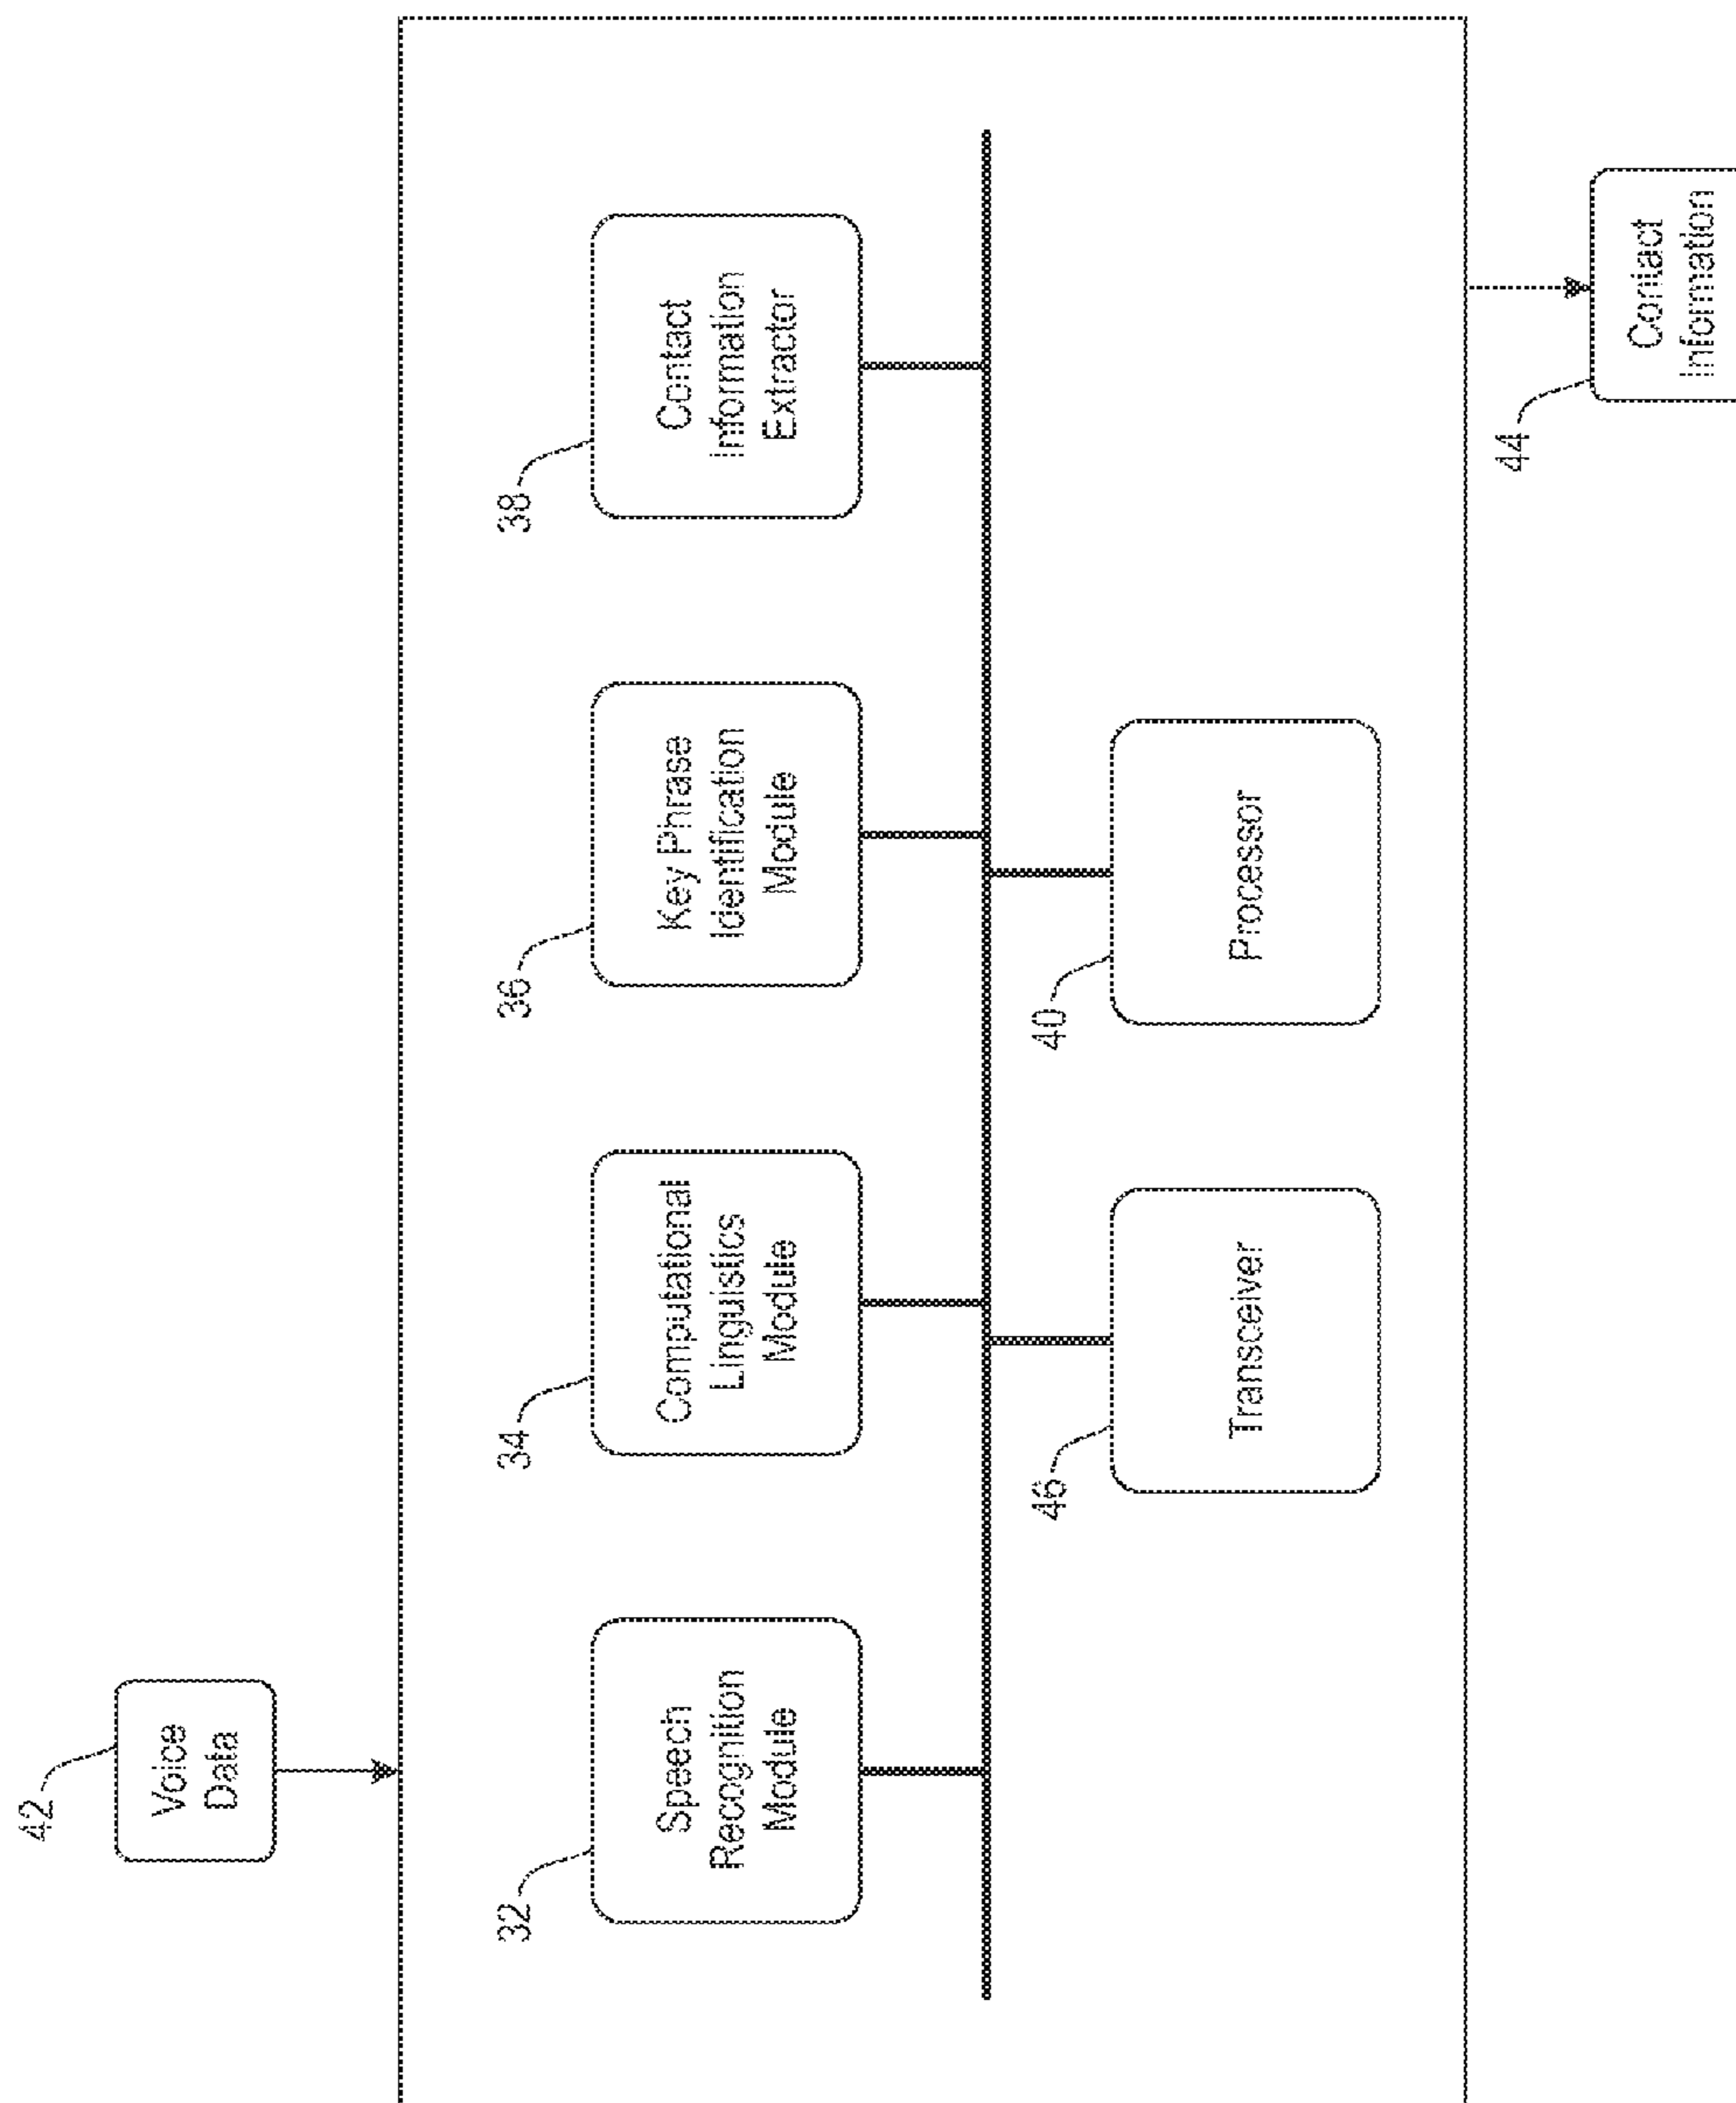 42
Voice
Data
32
Speech
Recognition
Module
34
Computational
Linguistics
Module
36
Key Phrase
Identification
Module
38
Contact
Information
Extractor
46
Transceiver
40
Processor
44
Contact
Information